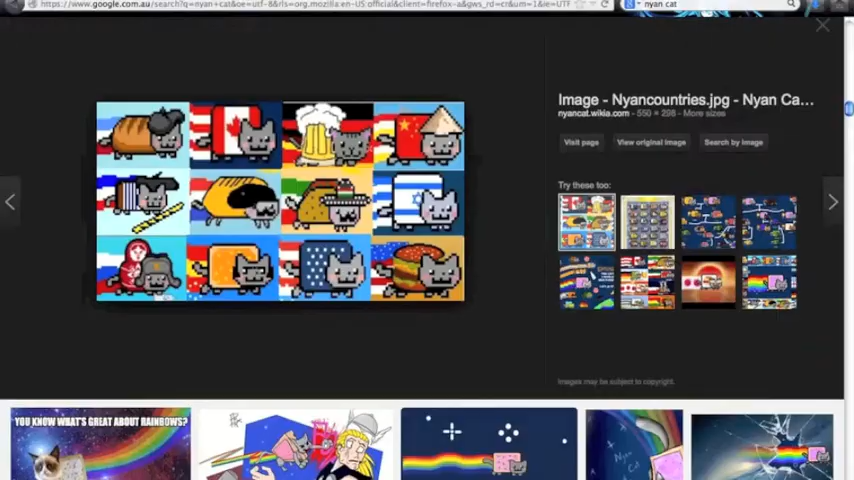 https://www.google.com.au/search?q=nyan+cat&oe=utf-8&rls=org.mozilla:en-US:official&client=firefox-a&gws_rd=cr&um=1&ie=UTF
nyan cat
Image - Nyancountries.jpg - Nyan Ca...
nyancat.wikia.com - 550 × 298 - More sizes
Visit page
View original image
Search by image
Try these too:
Images may be subject to copyright.
YOU KNOW WHAT'S GREAT ABOUT RAINBOWS?
Nyan
Cat